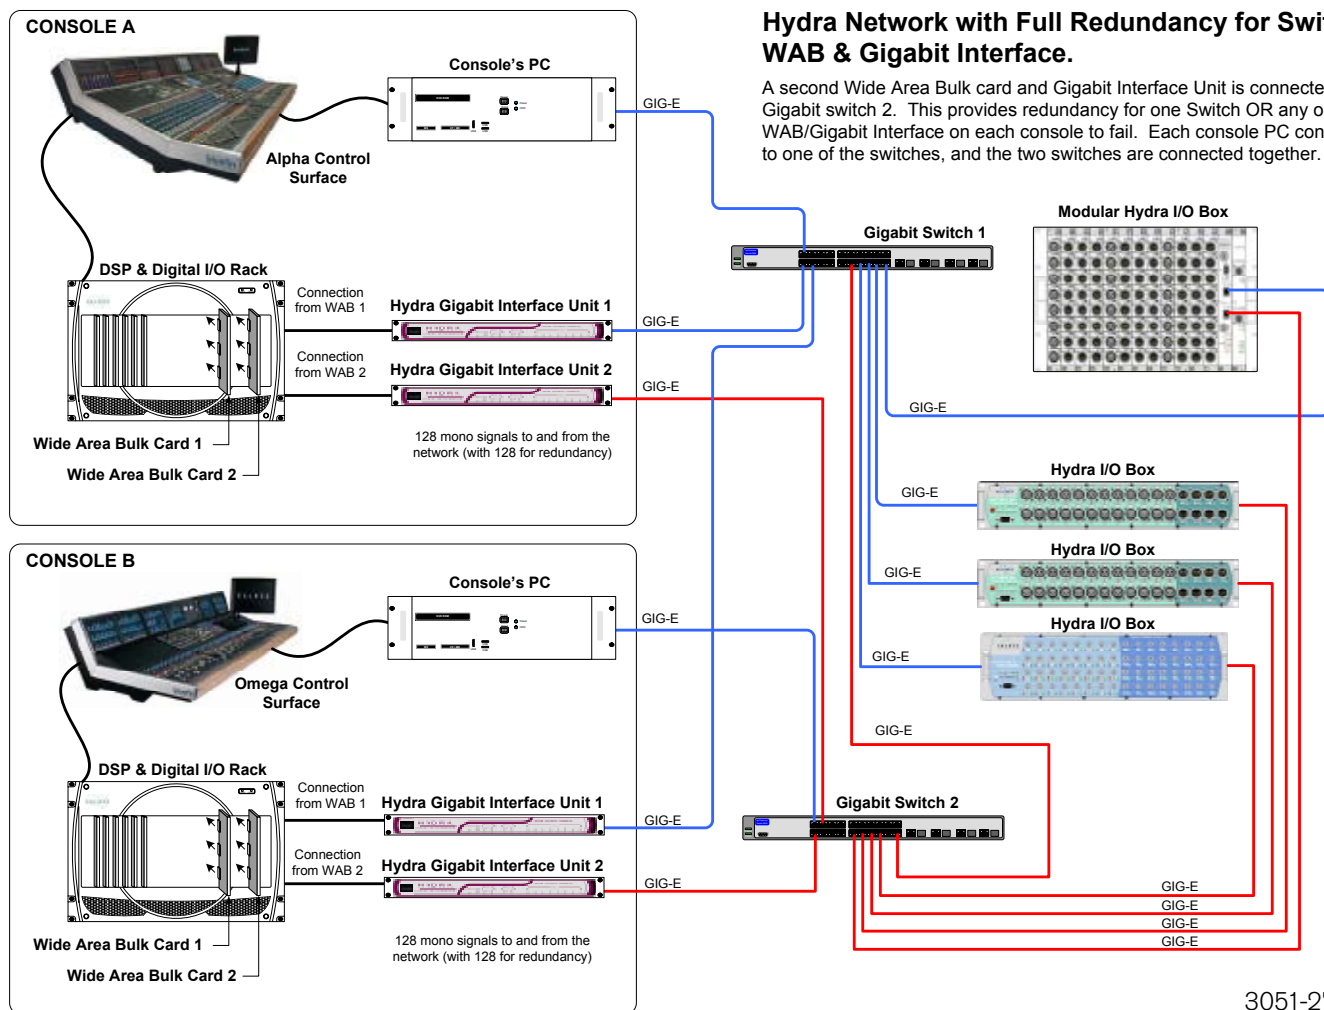 CONSOLE A
Hydra Network with Full Redundancy for
WAB & Gigabit Interface.
A second Wide Area Bulk card and Gigabit Interface Unit is
Gigabit switch 2. This provides redundancy for one Switch OR any
WAB/Gigabit Interface on each console to fail. Each console PC
to one of the switches, and the two switches are connected together.
Console's PC
GIG-E
Alpha Control
Surface
DSP & Digital I/O Rack
Connection
from WAB 1
Hydra Gigabit Interface Unit 1
GIG-E
Connection
from WAB 2
Hydra Gigabit Interface Unit 2
GIG-E
128 mono signals to and from the
network (with 128 for redundancy)
Wide Area Bulk Card 1
Wide Area Bulk Card 2
Gigabit Switch 1
Modular Hydra I/O Box
GIG-E
Hydra I/O Box
GIG-E
Hydra I/O Box
GIG-E
Hydra I/O Box
GIG-E
GIG-E
CONSOLE B
Console's PC
GIG-E
Omega Control
Surface
DSP & Digital I/O Rack
Connection
from WAB 1
Hydra Gigabit Interface Unit 1
GIG-E
Connection
from WAB 2
Hydra Gigabit Interface Unit 2
GIG-E
128 mono signals to and from the
network (with 128 for redundancy)
Wide Area Bulk Card 1
Wide Area Bulk Card 2
Gigabit Switch 2
GIG-E
GIG-E
GIG-E
GIG-E